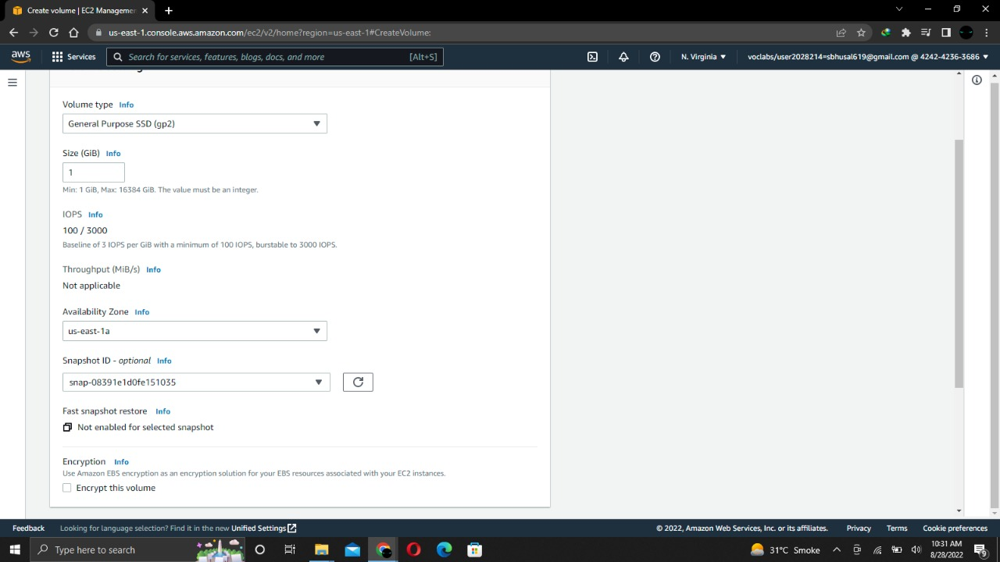 Create volume | EC2 Managemer
us-east-1.console.aws.amazon.com/ec2/v2/home?region=us-east-1#CreateVolume:
aws
Services
Search for services, features, blogs, docs, and more
[Alt+S]
N. Virginia
voclabs/user2028214=sbhusal619@gmail.com @ 4242-4236-3686
Volume type Info
General Purpose SSD (gp2)
Size (GiB) Info
1
Min: 1 GiB, Max: 16384 GiB. The value must be an integer.
IOPS Info
100 / 3000
Baseline of 3 IOPS per GiB with a minimum of 100 IOPS, burstable to 3000 IOPS.
Throughput (MiB/s) Info
Not applicable
Availability Zone Info
us-east-1a
Snapshot ID - optional Info
snap-08391e1d0fe151035
Fast snapshot restore Info
Not enabled for selected snapshot
Encryption Info
Use Amazon EBS encryption as an encryption solution for your EBS resources associated with your EC2 instances.
Encrypt this volume
Feedback
Looking for language selection? Find it in the new Unified Settings
© 2022, Amazon Web Services, Inc. or its affiliates.
Privacy
Terms
Cookie preferences
Type here to search
31°C Smoke
10:31 AM
8/28/2022
9